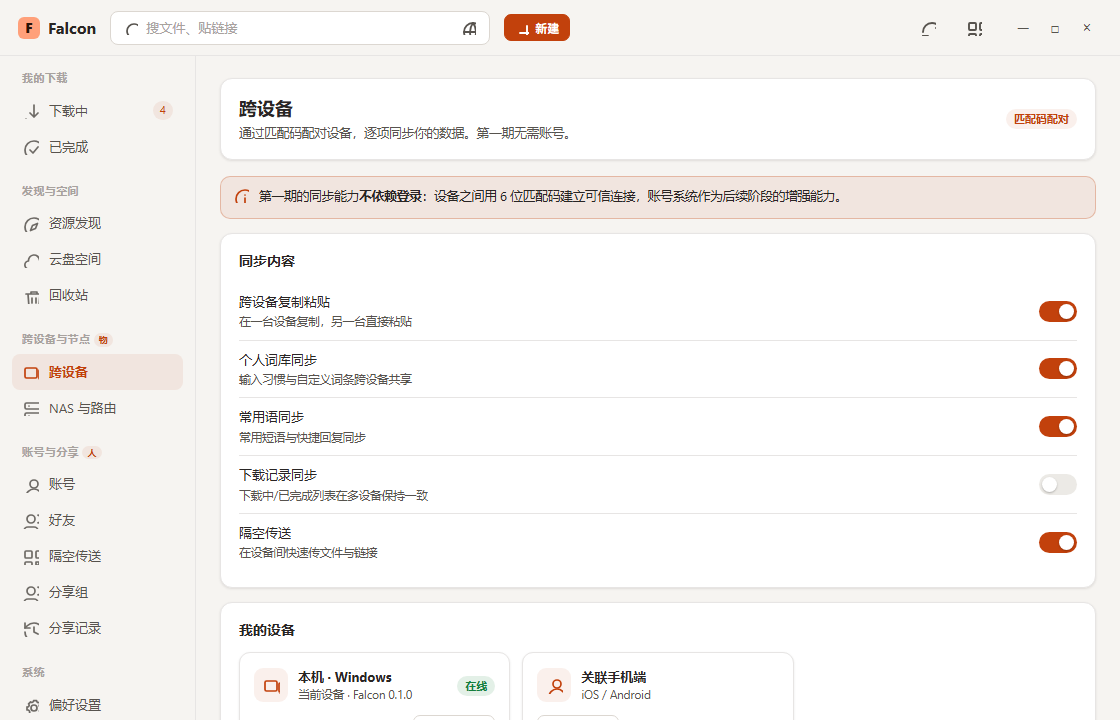 F Falcon
搜文件、贴链接
新建
我的下载
下载中
4
已完成
发现与空间
资源发现
云盘空间
回收站
跨设备与节点 物
跨设备
NAS 与路由
账号与分享 人
账号
好友
隔空传送
分享组
分享记录
系统
偏好设置
跨设备
通过匹配码配对设备，逐项同步你的数据。第一期无需账号。
匹配码配对
第一期的同步能力不依赖登录：设备之间用 6 位匹配码建立可信连接，账号系统作为后续阶段的增强能力。
同步内容
跨设备复制粘贴
在一台设备复制，另一台直接粘贴
个人词库同步
输入习惯与自定义词条跨设备共享
常用语同步
常用短语与快捷回复同步
下载记录同步
下载中/已完成列表在多设备保持一致
隔空传送
在设备间快速传文件与链接
我的设备
本机 · Windows
当前设备 · Falcon 0.1.0
在线
关联手机端
iOS / Android